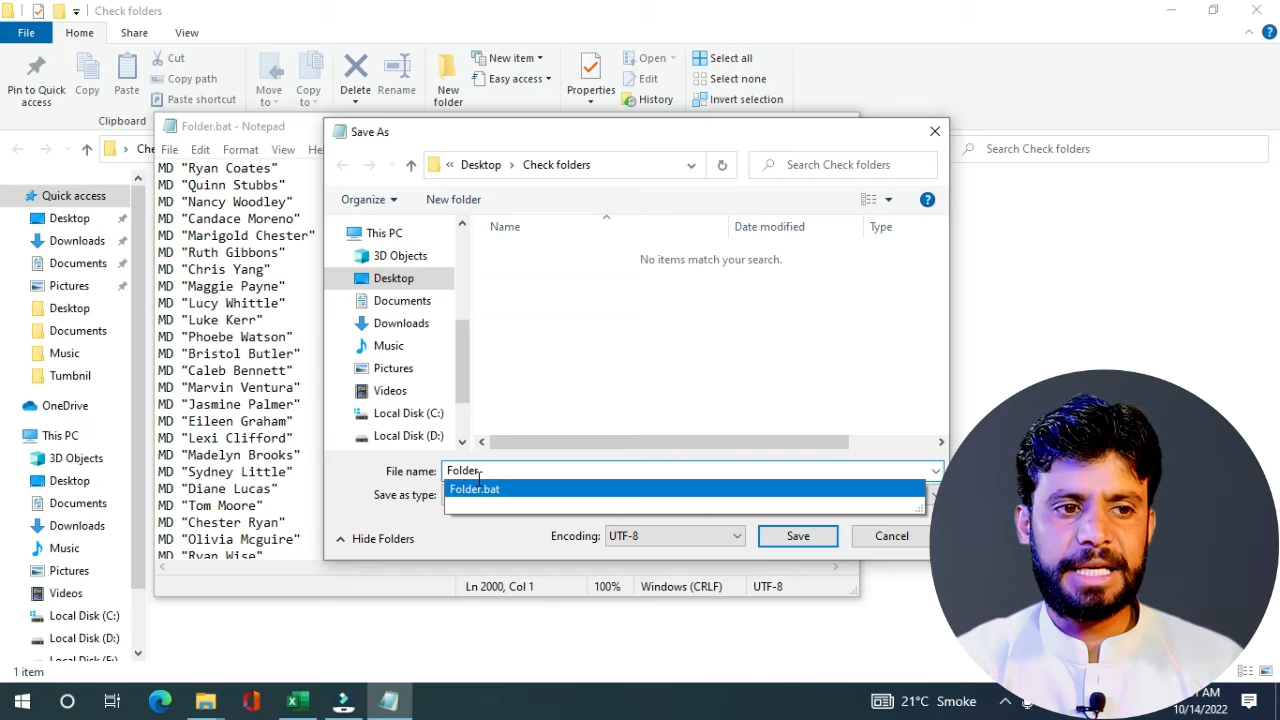 Check folders
File Home Share View
Pin to Quick access
Copy
Paste
Cut
Copy path
Paste shortcut
Clipboard
Move to
Copy to
Delete
Rename
New folder
New item
Easy access
Properties
Open
Edit
History
Select all
Select none
Invert selection
Search Check folders
Quick access
Desktop
Downloads
Documents
Pictures
Desktop
Documents
Music
Tumbnil
OneDrive
This PC
3D Objects
Desktop
Documents
Downloads
Music
Pictures
Videos
Local Disk (C:)
Local Disk (D:)
1 item
Folder.bat - Notepad
File Edit Format View
MD "Ryan Coates"
MD "Quinn Stubbs"
MD "Nancy Woodley"
MD "Candace Moreno"
MD "Marigold Chester"
MD "Ruth Gibbons"
MD "Chris Yang"
MD "Maggie Payne"
MD "Lucy Whittle"
MD "Luke Kerr"
MD "Phoebe Watson"
MD "Bristol Butler"
MD "Caleb Bennett"
MD "Marvin Ventura"
MD "Jasmine Palmer"
MD "Eileen Graham"
MD "Lexi Clifford"
MD "Madelyn Brooks"
MD "Sydney Little"
MD "Diane Lucas"
MD "Tom Moore"
MD "Chester Ryan"
MD "Olivia Mcguire"
MD "Ryan Wise"
Ln 2000, Col 1 100% Windows (CRLF) UTF-8
Save As
« Desktop > Check folders
Search Check folders
Organize New folder
This PC
3D Objects
Desktop
Documents
Downloads
Music
Pictures
Videos
Local Disk (C:)
Local Disk (D:)
Name Date modified Type
No items match your search.
File name: Folder-
Folder.bat
Save as type:
Hide Folders
Encoding: UTF-8
Save
Cancel
21°C Smoke
AM
10/14/2022